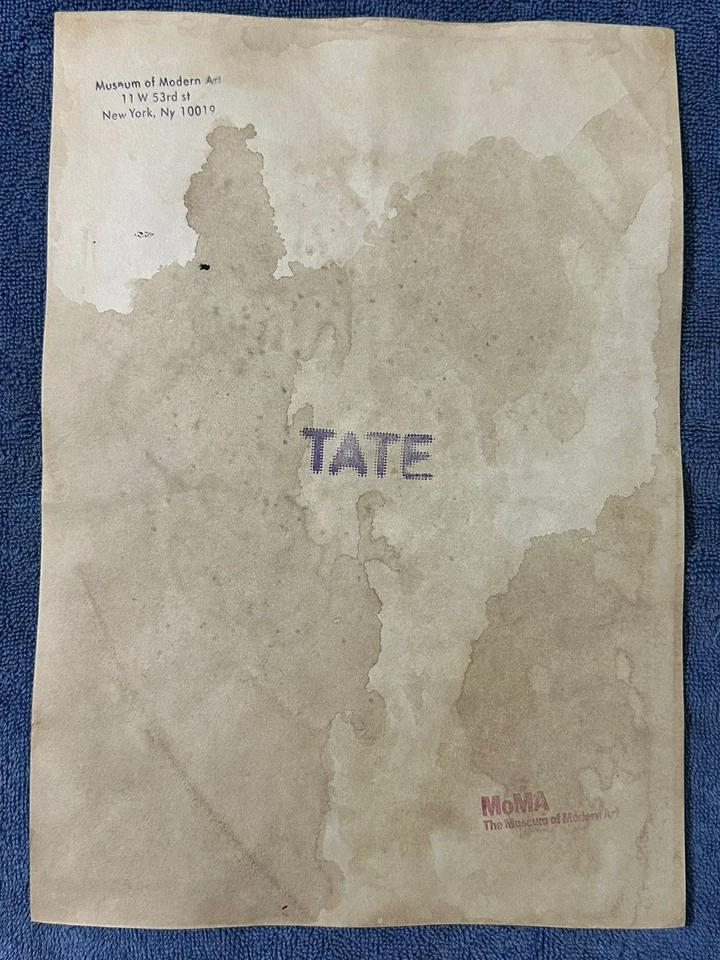 Museum of Modern Art
11 W 53rd st
New York, Ny 10019
TATE
MoMA
The Museum of Modern Art